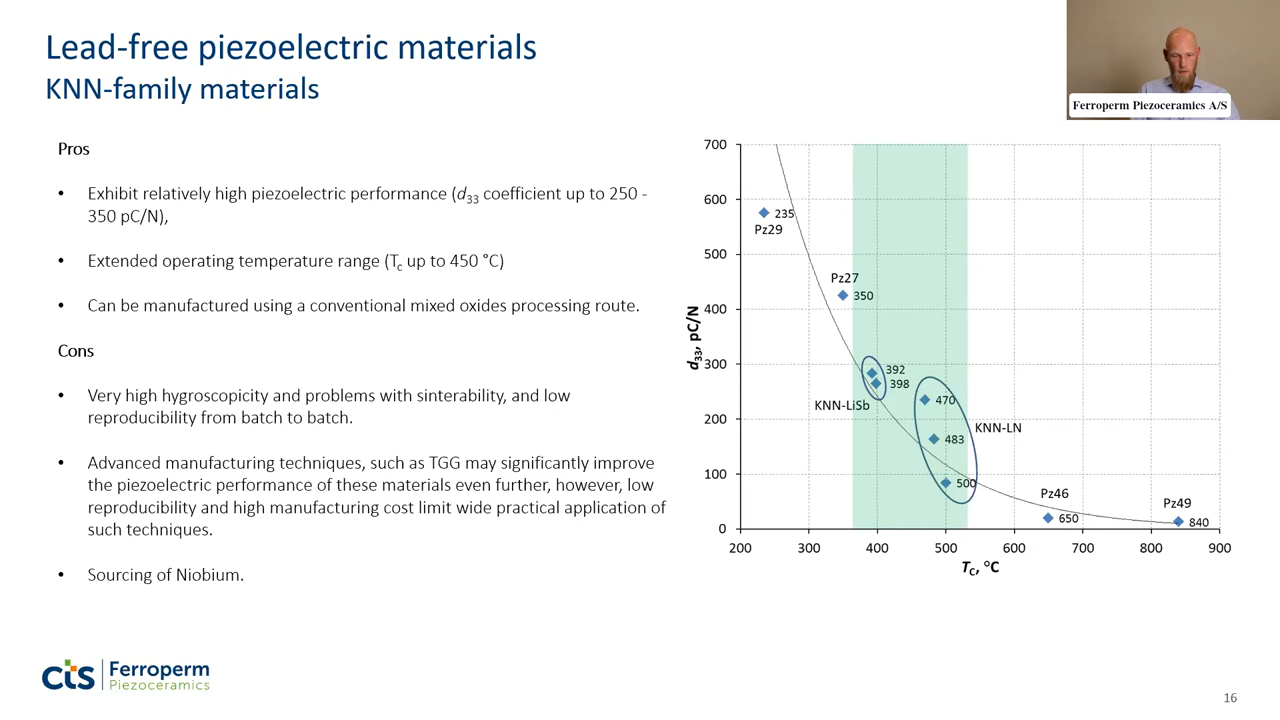 Lead-free piezoelectric materials
KNN-family materials
Ferroperm Piezoceramics A/S
Pros
• Exhibit relatively high piezoelectric performance (d33 coefficient up to 250 -
350 pC/N),
• Extended operating temperature range (Tc up to 450 °C)
• Can be manufactured using a conventional mixed oxides processing route.
Cons
• Very high hygroscopicity and problems with sinterability, and low
reproducibility from batch to batch.
• Advanced manufacturing techniques, such as TGG may significantly improve
the piezoelectric performance of these materials even further, however, low
reproducibility and high manufacturing cost limit wide practical application of
such techniques.
• Sourcing of Niobium.
d33, pC/N
700
600
500
400
300
200
100
0
235
Pz29
Pz27
350
392
398
KNN-LiSb
470
KNN-LN
483
500
Pz46
650
Pz49
840
200 300 400 500 600 700 800 900
TC, °C
cts Ferroperm
Piezoceramics
16